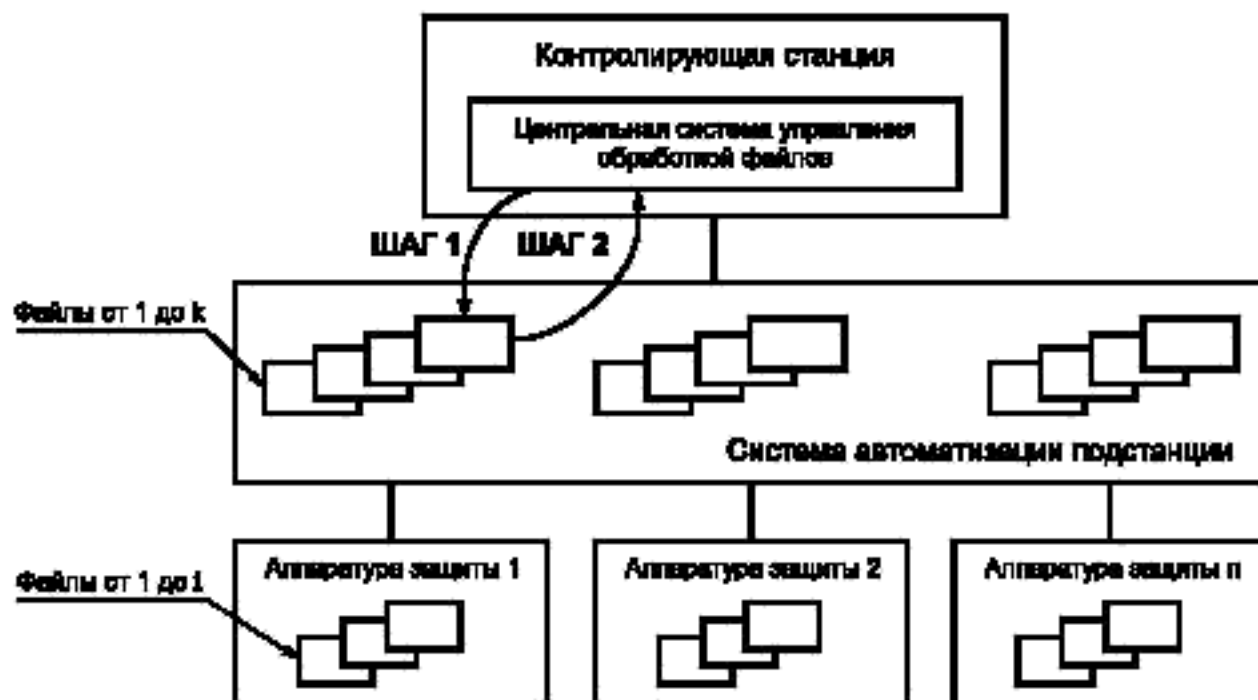 Контролирующая станция
Центральная система управления
обработкой файлов
ШАГ 1
ШАГ 2
Файлы от 1 до k
Система автоматизации подстанции
Аппаратура защиты 1
Аппаратура защиты 2
Аппаратура защиты n
Файлы от 1 до i